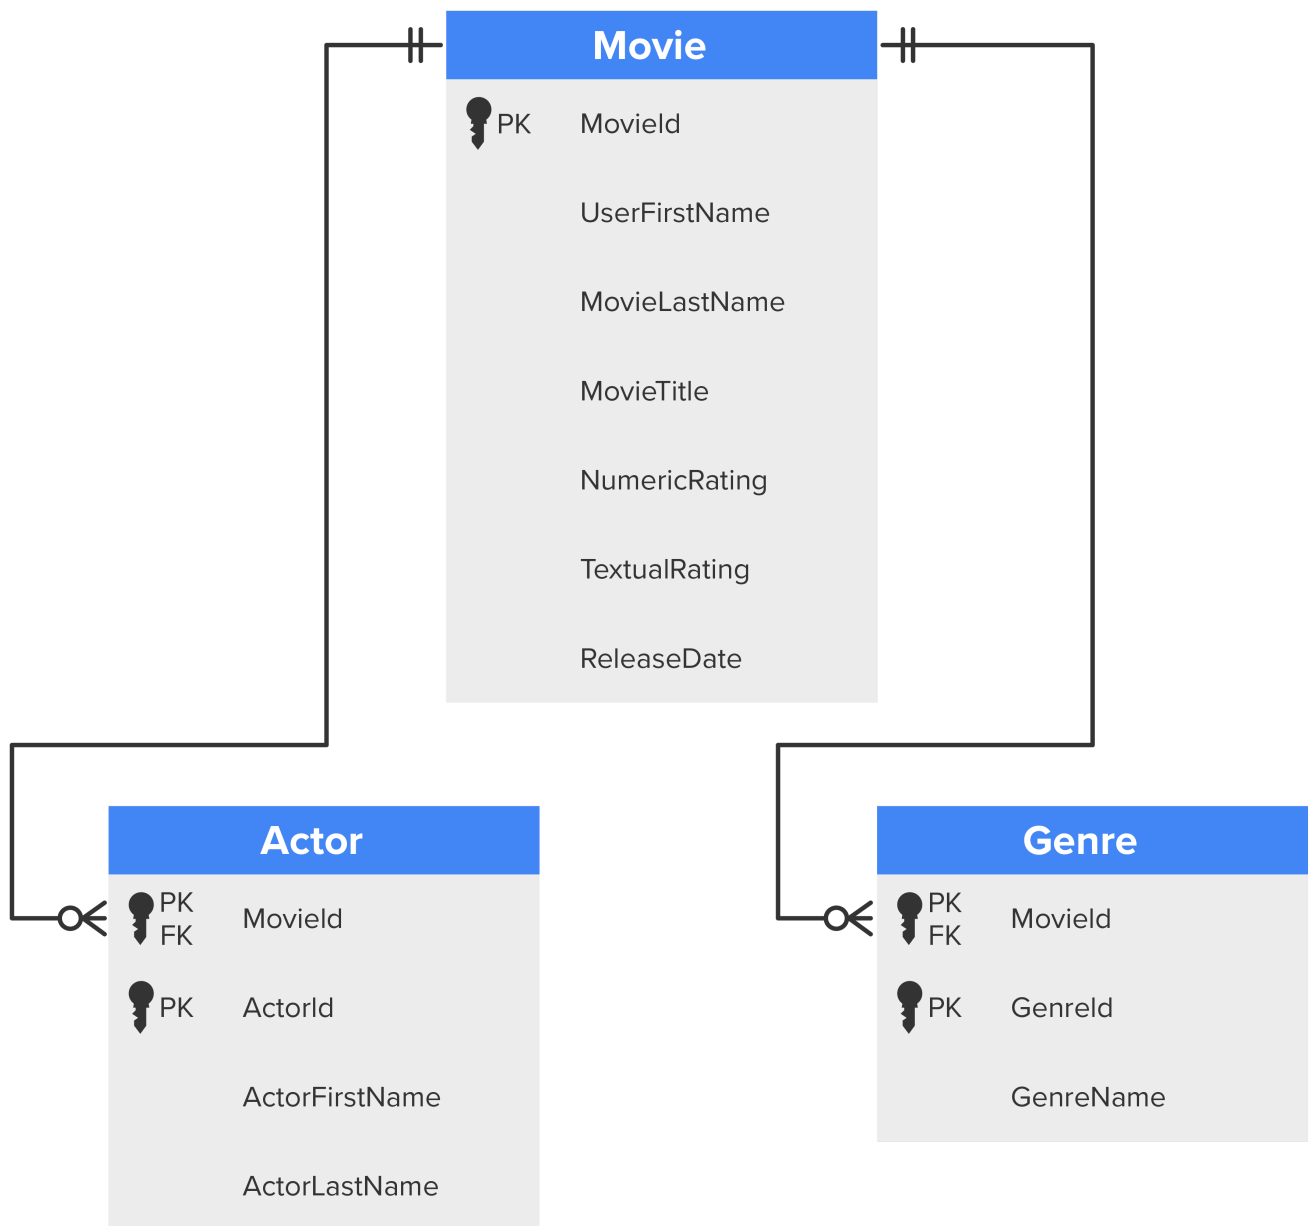 Movie
PK MovieId
UserFirstName
MovieLastName
MovieTitle
NumericRating
TextualRating
ReleaseDate
Actor
PK
FK
MovieId
PK ActorId
ActorFirstName
ActorLastName
Genre
PK
FK
MovieId
PK GenreId
GenreName